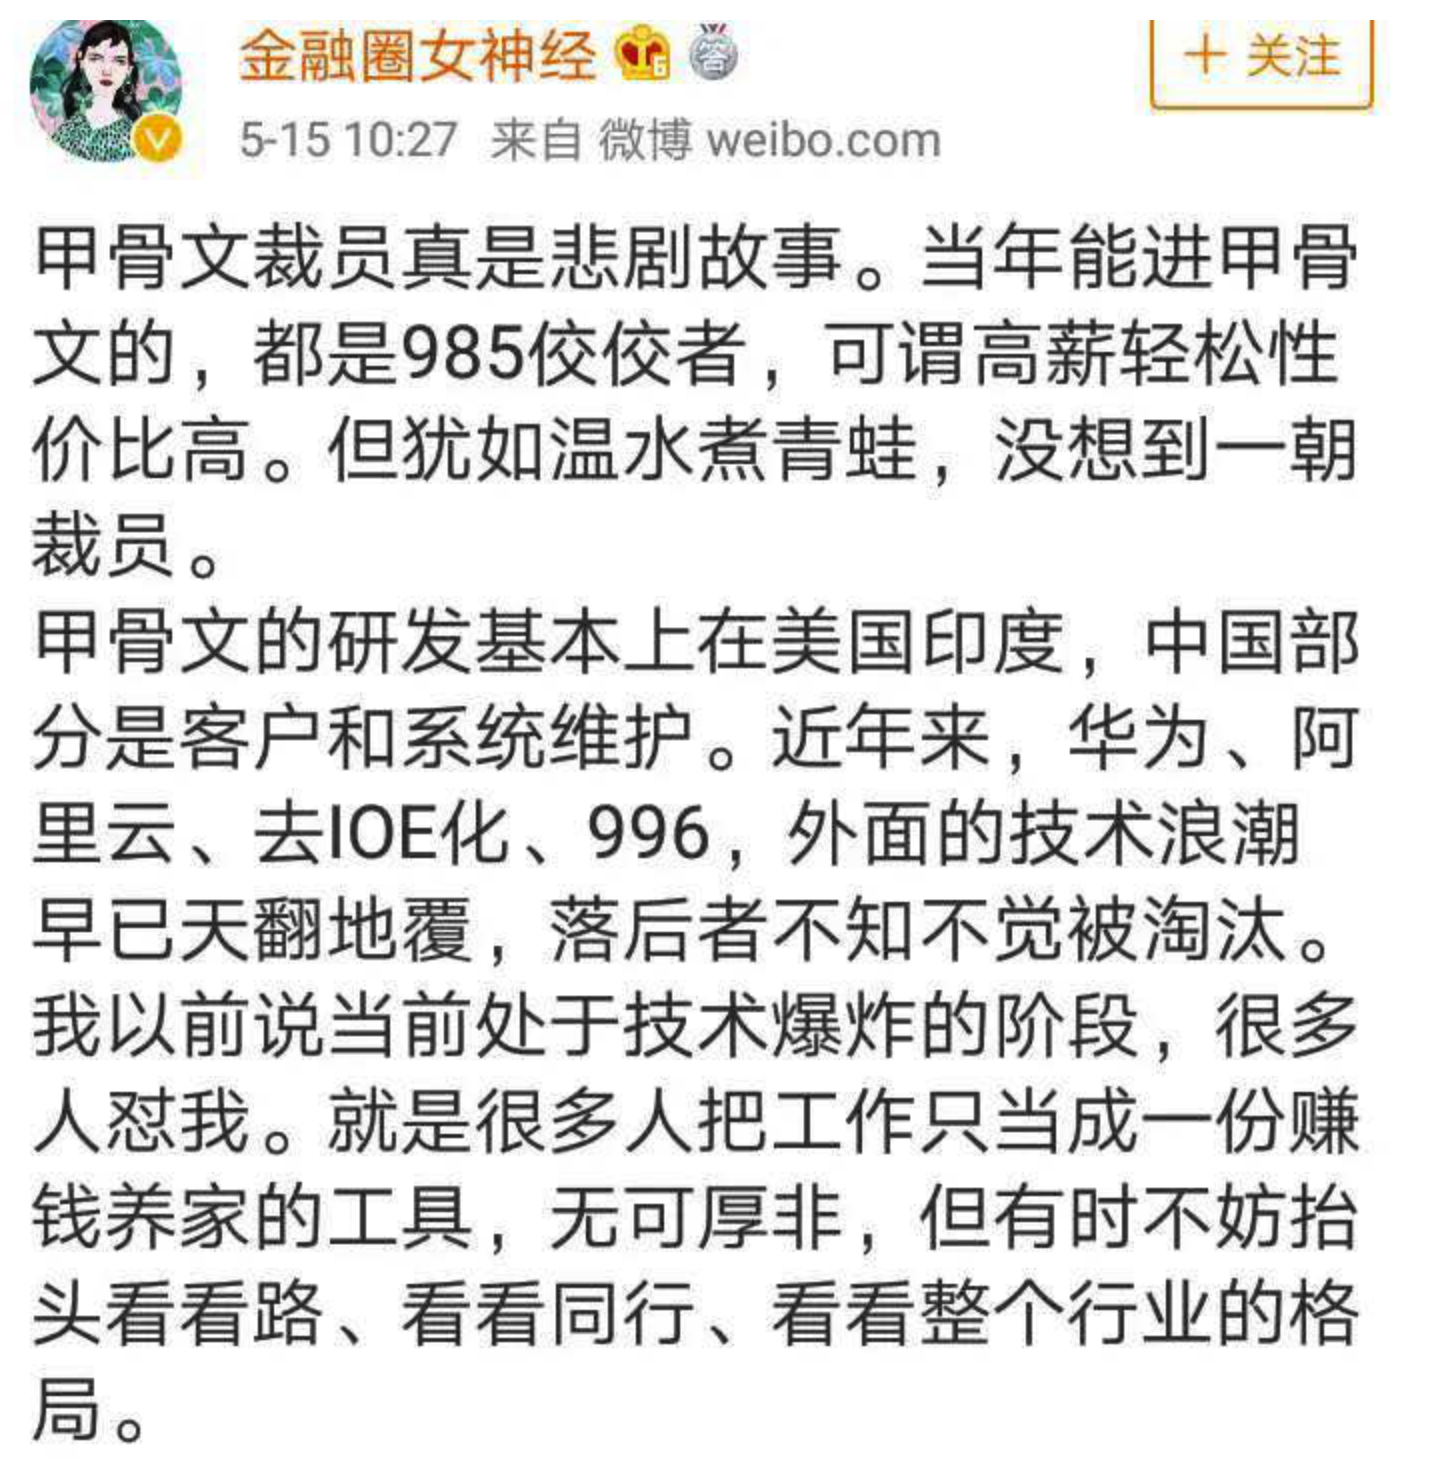 金融圈女神经
+ 关注
5-15 10:27 来自 微博 weibo.com
甲骨文裁员真是悲剧故事。当年能进甲骨
文的，都是985佼佼者，可谓高薪轻松性
价比高。但犹如温水煮青蛙，没想到一朝
裁员。
甲骨文的研发基本上在美国印度，中国部
分是客户和系统维护。近年来，华为、阿
里云、去IOE化、996，外面的技术浪潮
早已天翻地覆，落后者不知不觉被淘汰。
我以前说当前处于技术爆炸的阶段，很多
人怼我。就是很多人把工作只当成一份赚
钱养家的工具，无可厚非，但有时不妨抬
头看看路、看看同行、看看整个行业的格
局。